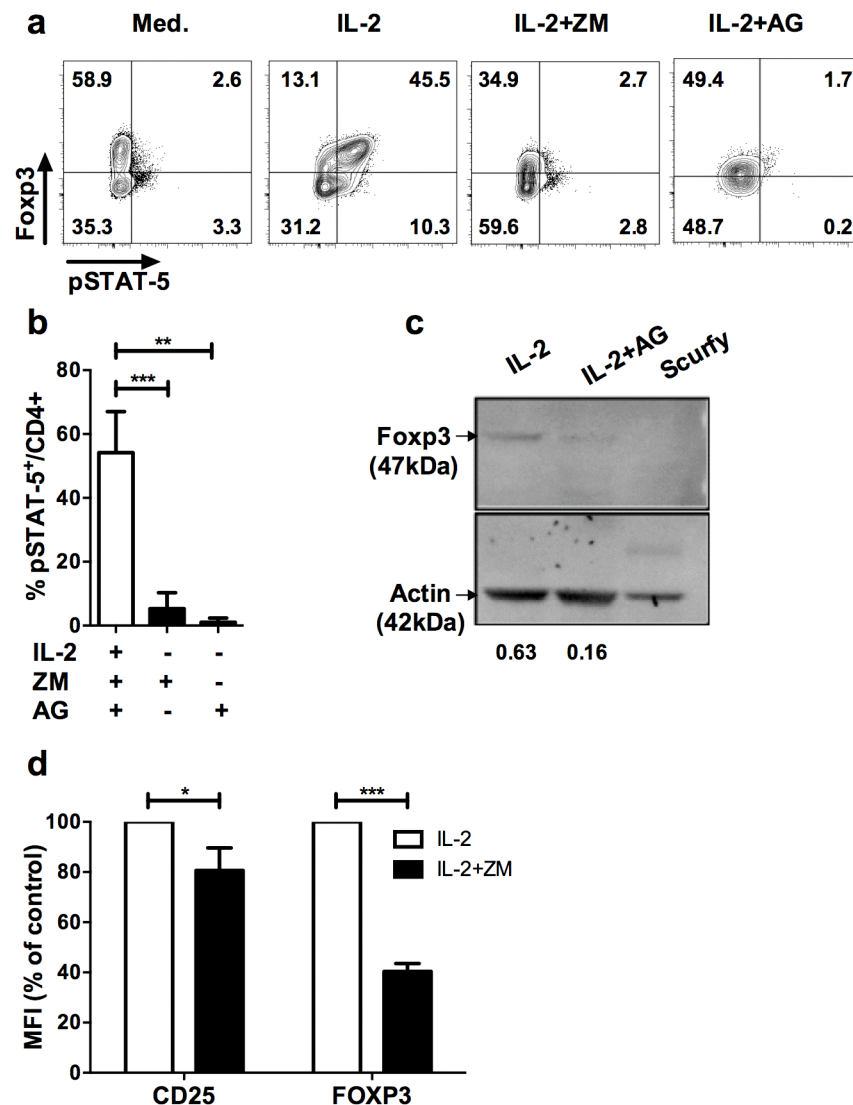 a
Med.
IL-2
IL-2+ZM
IL-2+AG
58.9 2.6
35.3 3.3
13.1 45.5
31.2 10.3
34.9 2.7
59.6 2.8
49.4 1.7
48.7 0.2
Foxp3
pSTAT-5
b
**
***
% pSTAT-5+/CD4+
80
60
40
20
0
IL-2 + - -
ZM + + -
AG + - +
c
IL-2
IL-2+AG
Scurfy
Foxp3
(47kDa)
Actin
(42kDa)
0.63 0.16
d
*
***
MFI (% of control)
100
80
60
40
20
0
IL-2
IL-2+ZM
CD25
FOXP3